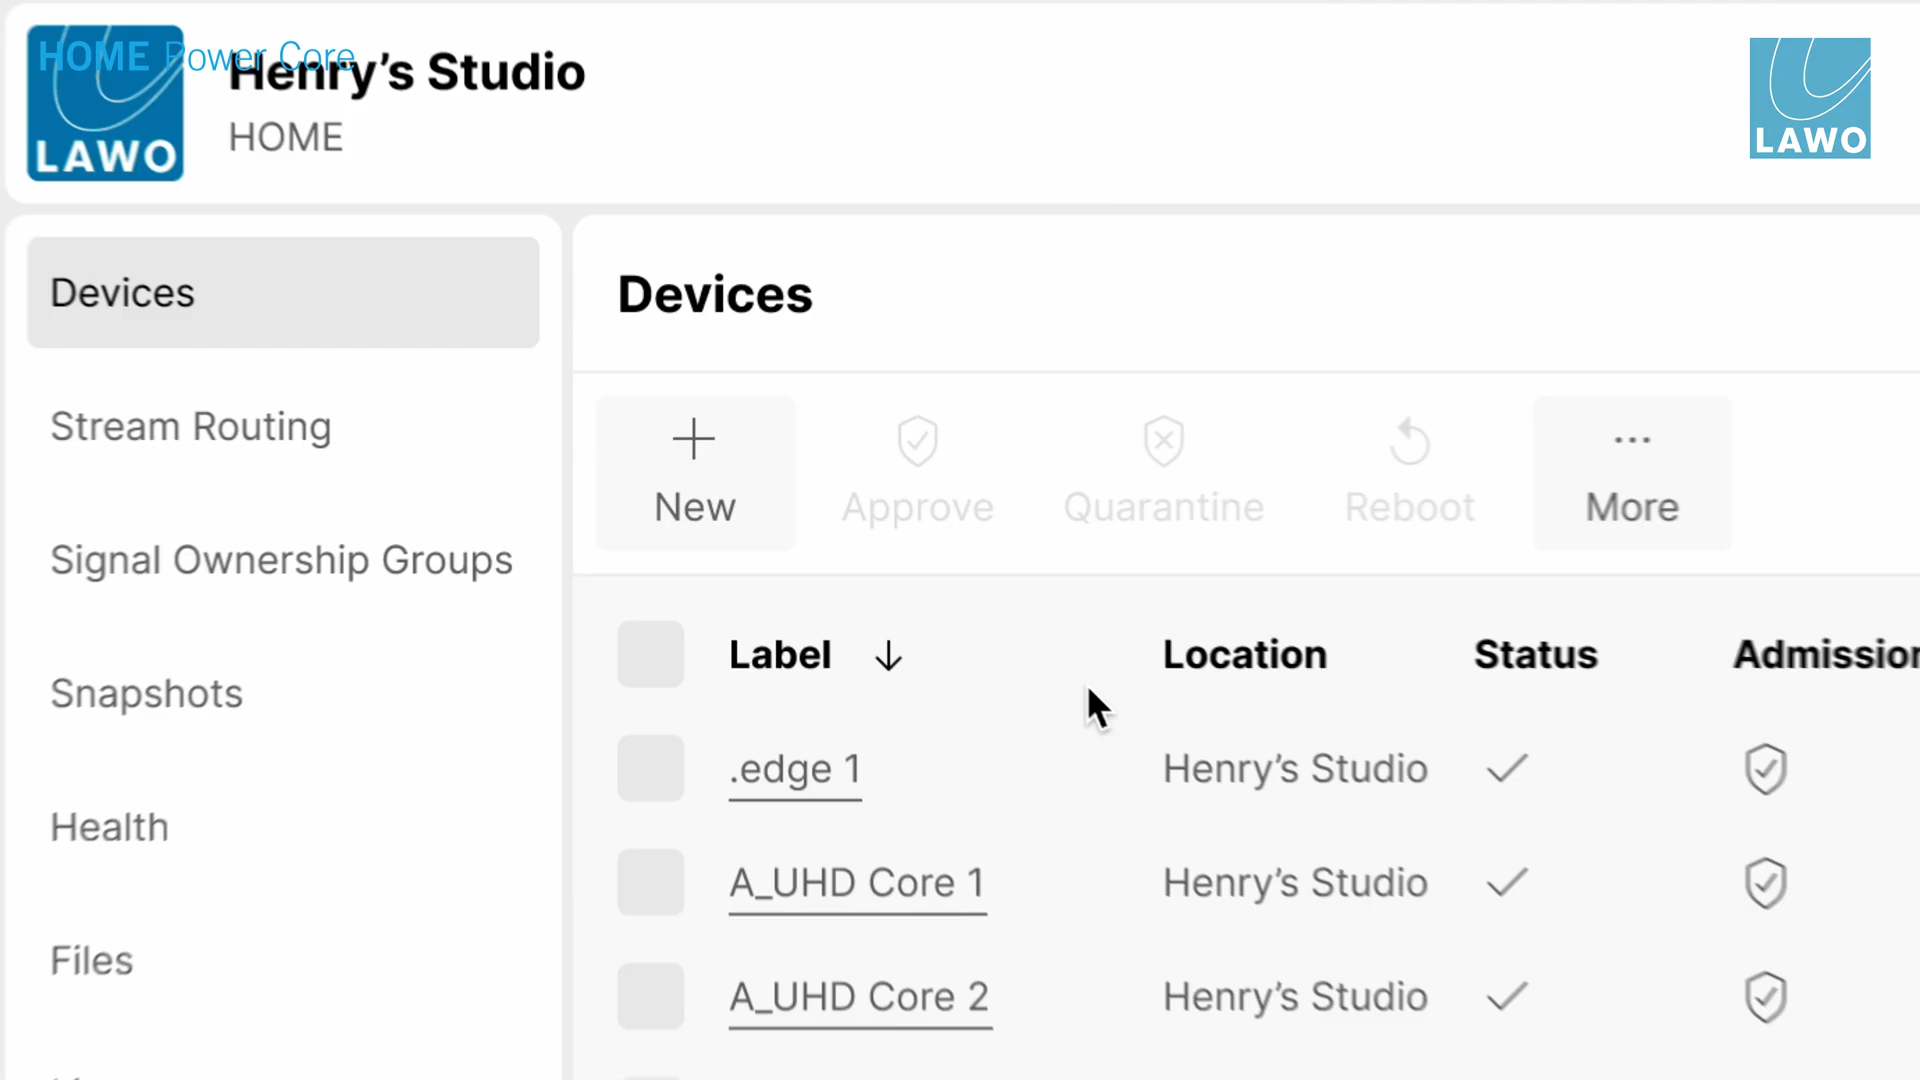 HOME Power Core
Henry’s Studio
HOME
LAWO
LAWO
Devices
Stream Routing
Signal Ownership Groups
Snapshots
Health
Files
Devices
New
Approve
Quarantine
Reboot
More
Label
Location
Status
Admission
.edge 1
Henry’s Studio
A_UHD Core 1
Henry’s Studio
A_UHD Core 2
Henry’s Studio